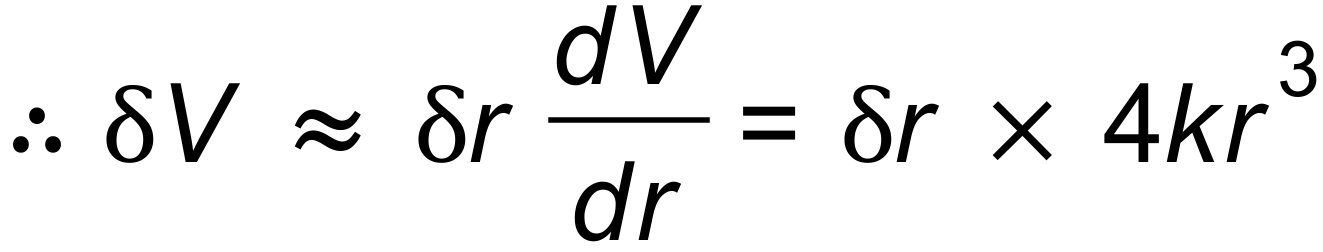 ∴ δV ≈ δr dV/dr = δr × 4kr³